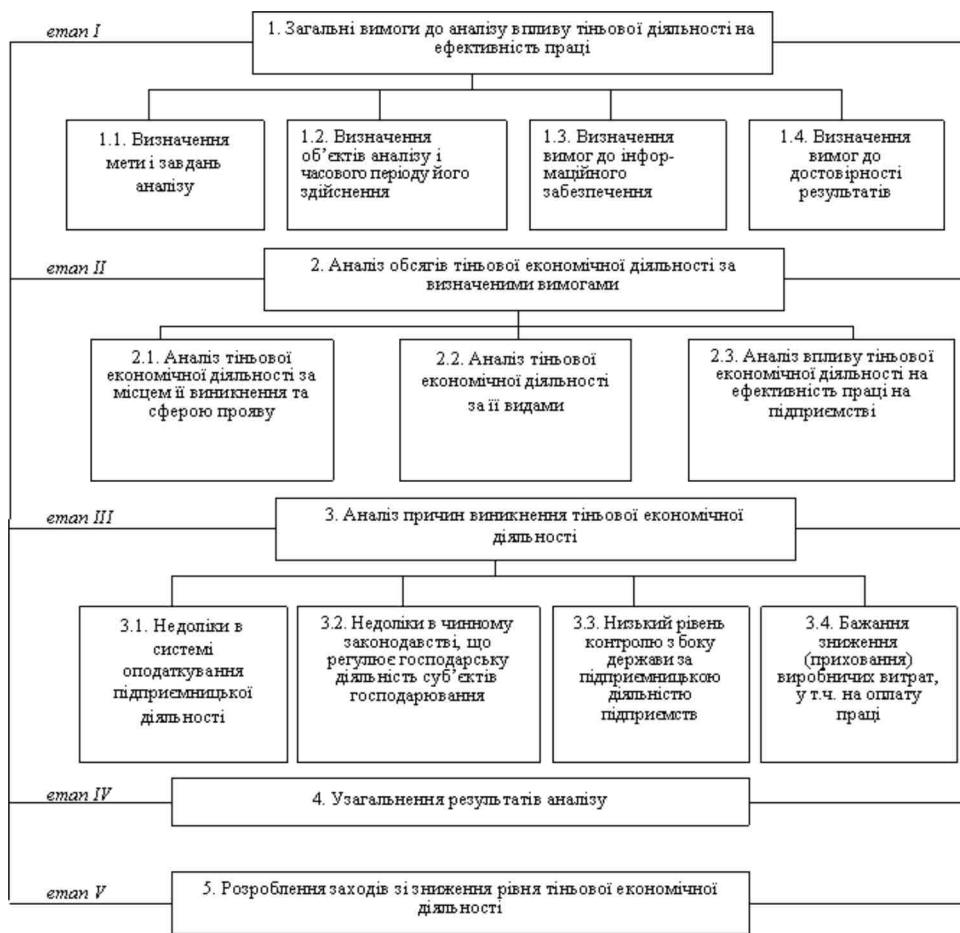 етап I
1. Загальні вимоги до аналізу впливу тіньової діяльності на
ефективність праці
1.1. Визначення
мети і завдань
аналізу
1.2. Визначення
об’єктів аналізу і
часового періоду його
здійснення
1.3. Визначення
вимог до інфор-
маційного
забезпечення
1.4. Визначення
вимог до
достовірності
результатів
етап II
2. Аналіз обсягів тіньової економічної діяльності за
визначеними вимогами
2.1. Аналіз тіньової
економічної діяльності за
місцем її виникнення та
сферою прояву
2.2. Аналіз тіньової
економічної діяльності
за її видами
2.3. Аналіз впливу тіньової
економічної діяльності на
ефективність праці на
підприємстві
етап III
3. Аналіз причин виникнення тіньової економічної
діяльності
3.1. Недоліки в
системі
оподаткування
підприємницької
діяльності
3.2. Недоліки в чинному
законодавстві, що
регулює господарську
діяльність суб’єктів
господарювання
3.3. Низький рівень
контролю з боку
держави за
підприємницькою
діяльністю
підприємств
3.4. Бажання
зниження
(приховання)
виробничих витрат,
у т.ч. на оплату
праці
етап IV
4. Узагальнення результатів аналізу
етап V
5. Розроблення заходів зі зниження рівня тіньової економічної
діяльності